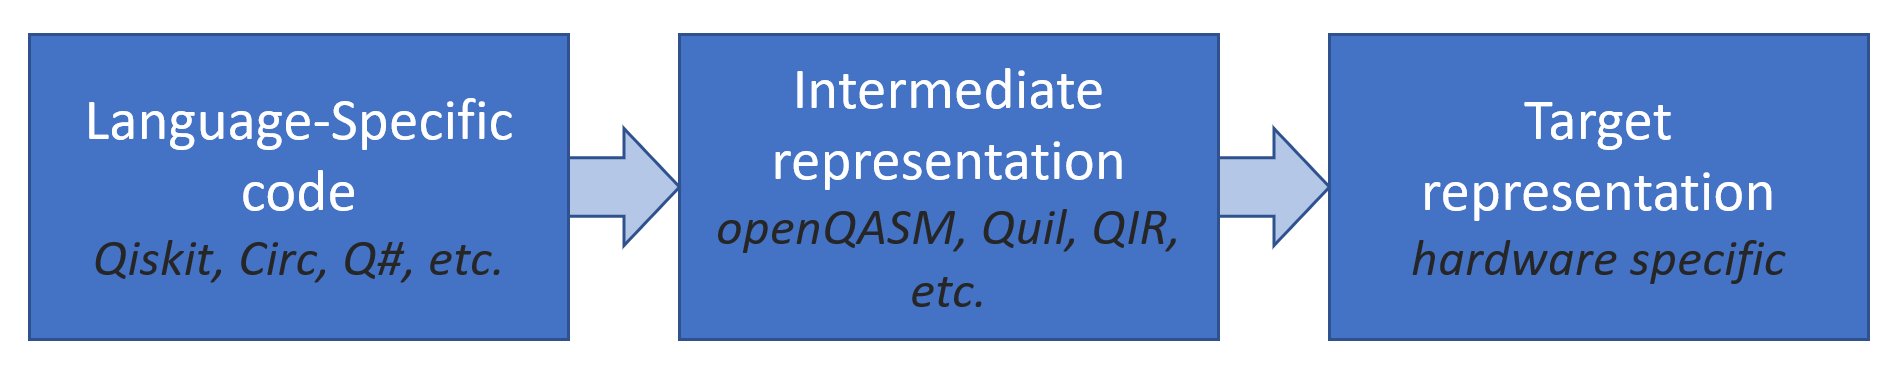 Language-Specific
code
Qiskit, Circ, Q#, etc.
Intermediate
representation
openQASM, Quil, QIR,
etc.
Target
representation
hardware specific